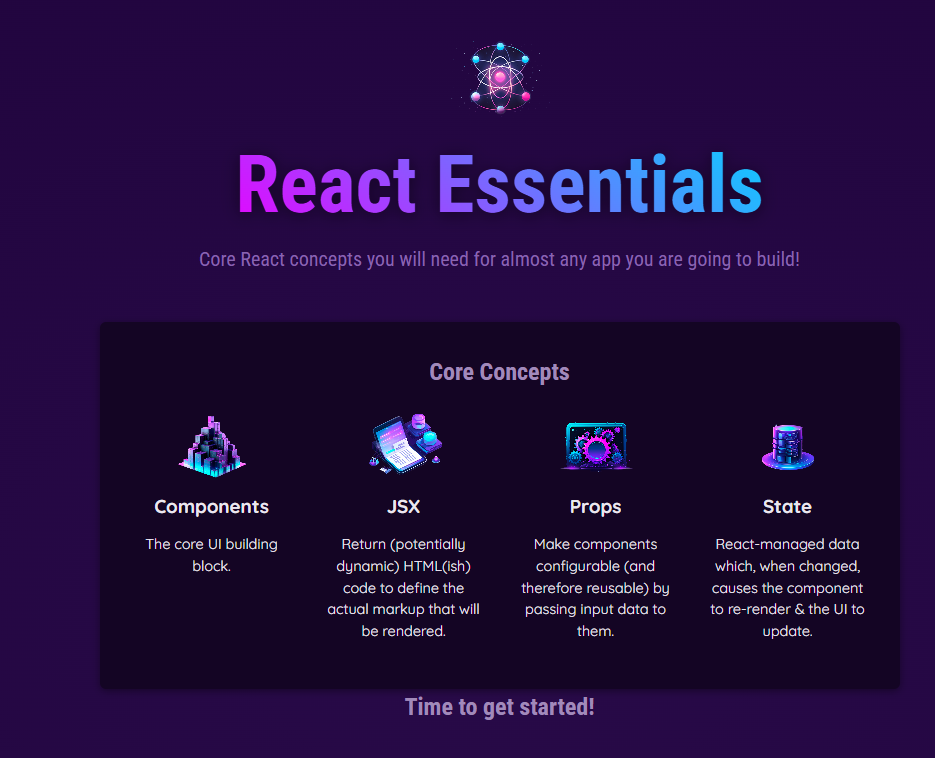 React Essentials
Core React concepts you will need for almost any app you are going to build!
Core Concepts
Components
The core UI building
block.
JSX
Return (potentially
dynamic) HTML(ish)
code to define the
actual markup that will
be rendered.
Props
Make components
configurable (and
therefore reusable) by
passing input data to
them.
State
React-managed data
which, when changed,
causes the component
to re-render & the UI to
update.
Time to get started!